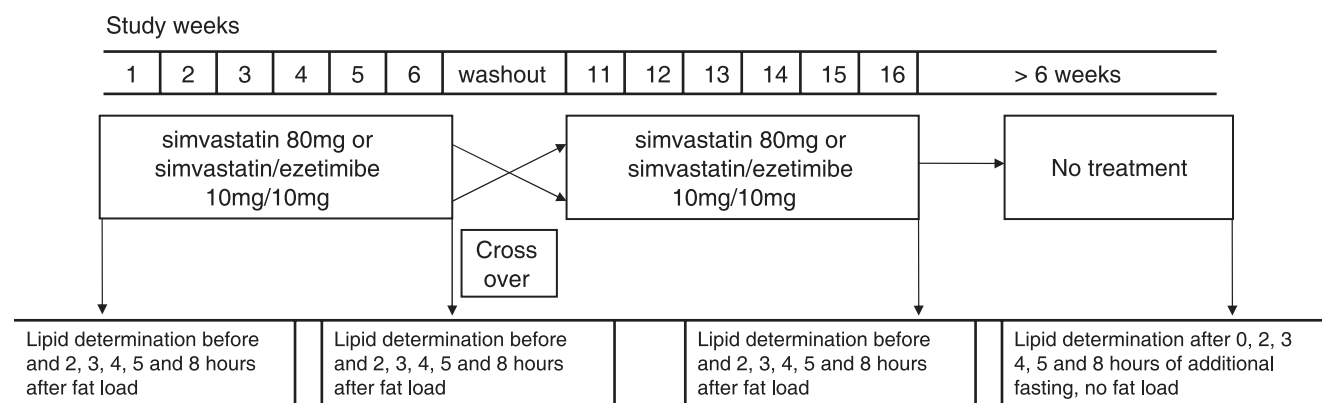 Study weeks
1 2 3 4 5 6 washout 11 12 13 14 15 16 > 6 weeks
simvastatin 80mg or
simvastatin/ezetimibe
10mg/10mg
simvastatin 80mg or
simvastatin/ezetimibe
10mg/10mg
No treatment
Cross
over
Lipid determination before
and 2, 3, 4, 5 and 8 hours
after fat load
Lipid determination before
and 2, 3, 4, 5 and 8 hours
after fat load
Lipid determination before
and 2, 3, 4, 5 and 8 hours
after fat load
Lipid determination after 0, 2, 3
4, 5 and 8 hours of additional
fasting, no fat load